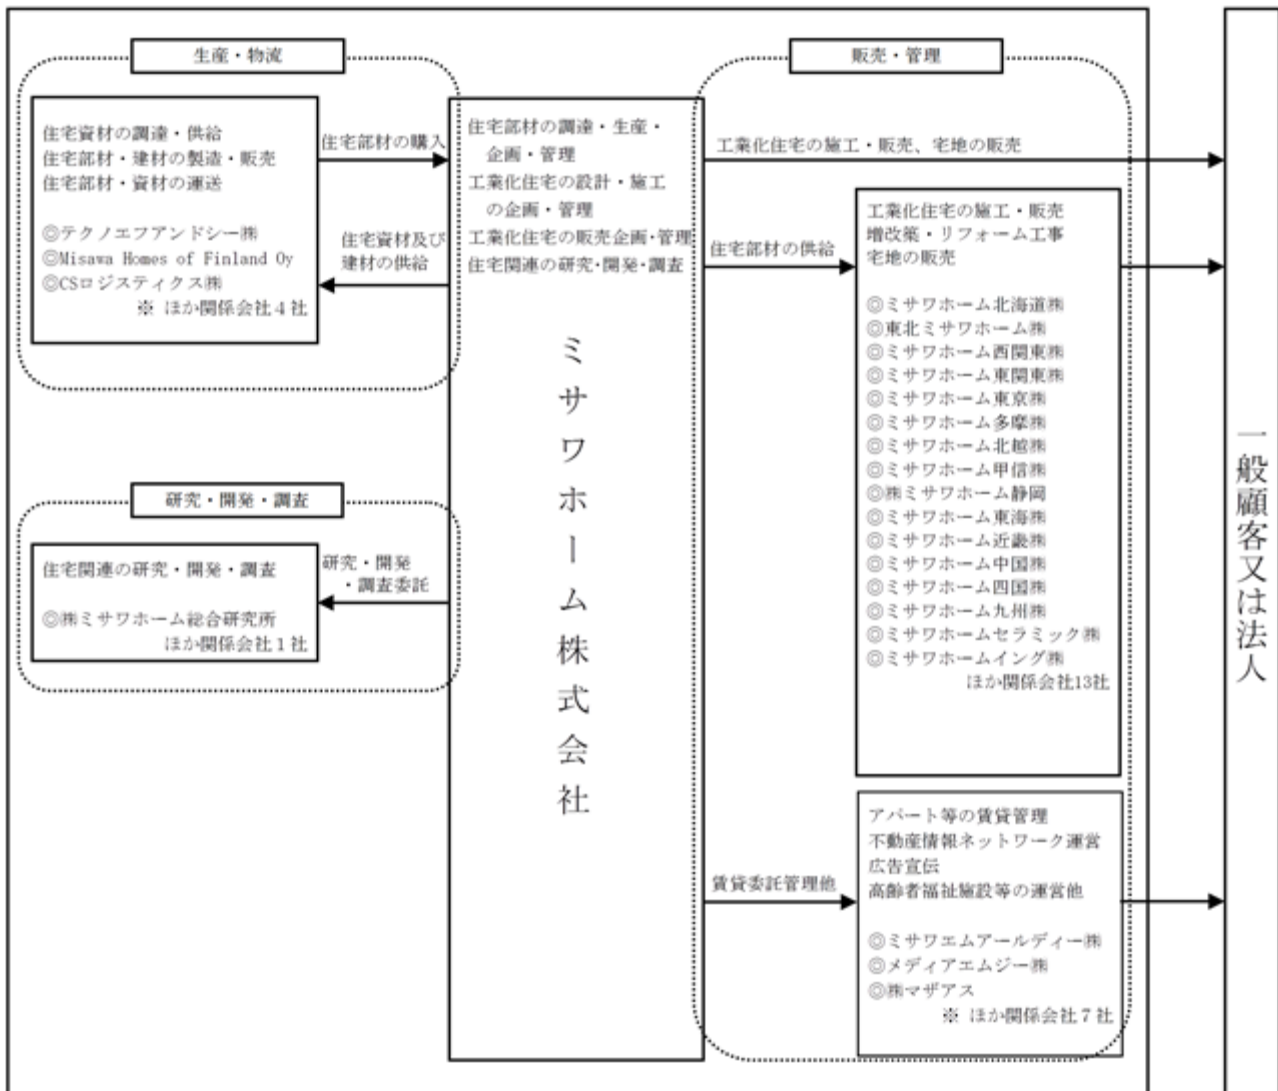 生産・物流
住宅資材の調達・供給
住宅部材・建材の製造・販売
住宅部材・資材の運送
◎テクノエフアンドシー㈱
◎Misawa Homes of Finland Oy
◎CSロジスティクス㈱
※ ほか関係会社4社
住宅部材の購入
住宅資材及び
建材の供給
研究・開発・調査
住宅関連の研究・開発・調査
◎㈱ミサワホーム総合研究所
ほか関係会社1社
研究・開発
・調査委託
住宅部材の調達・生産・
企画・管理
工業化住宅の設計・施工
の企画・管理
工業化住宅の販売企画・管理
住宅関連の研究・開発・調査
ミサワホーム株式会社
販売・管理
工業化住宅の施工・販売、宅地の販売
住宅部材の供給
工業化住宅の施工・販売
増改築・リフォーム工事
宅地の販売
◎ミサワホーム北海道㈱
◎東北ミサワホーム㈱
◎ミサワホーム西関東㈱
◎ミサワホーム東関東㈱
◎ミサワホーム東京㈱
◎ミサワホーム多摩㈱
◎ミサワホーム北越㈱
◎ミサワホーム甲信㈱
◎㈱ミサワホーム静岡
◎ミサワホーム東海㈱
◎ミサワホーム近畿㈱
◎ミサワホーム中国㈱
◎ミサワホーム四国㈱
◎ミサワホーム九州㈱
◎ミサワホームセラミック㈱
◎ミサワホームイング㈱
ほか関係会社13社
賃貸委託管理他
アパート等の賃貸管理
不動産情報ネットワーク運営
広告宣伝
高齢者福祉施設等の運営他
◎ミサワエムアールディー㈱
◎メディアエムジー㈱
◎㈱マザアス
※ ほか関係会社7社
一般顧客又は法人